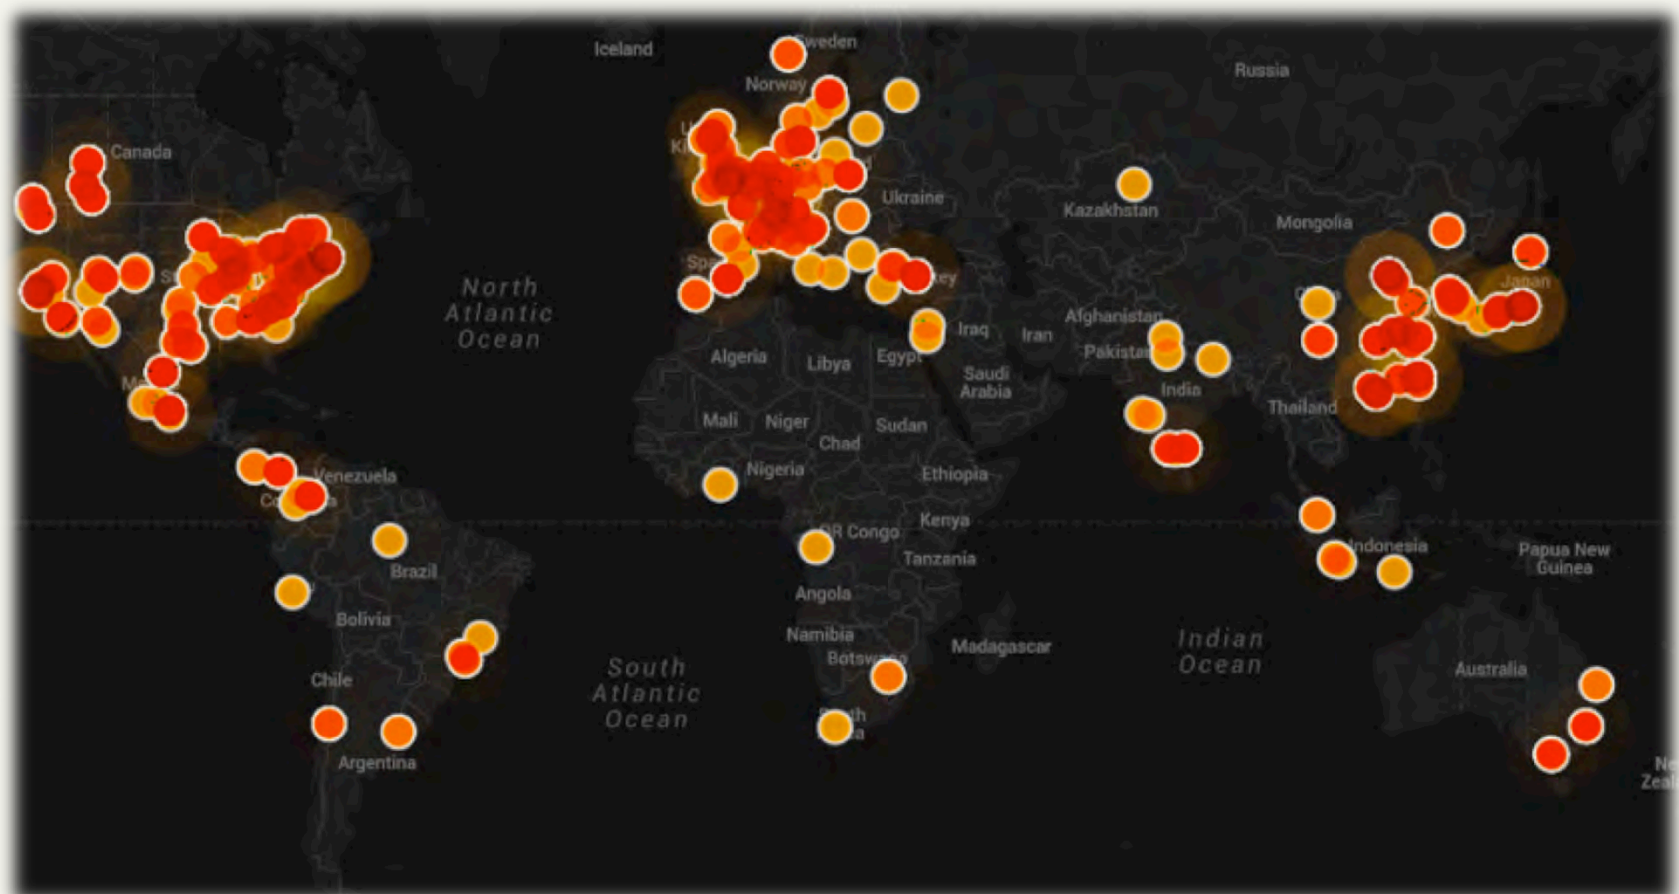 Iceland
Sweden
Norway
Russia
Canada
Ukraine
Kazakhstan
Mongolia
North
Atlantic
Ocean
Japan
Afghanistan
Iraq
Iran
Pakistan
Algeria
Libya
Egypt
Saudi
Arabia
India
Thailand
Mali
Niger
Chad
Sudan
Nigeria
Ethiopia
Venezuela
DR Congo
Kenya
Tanzania
Indonesia
Papua New
Guinea
Brazil
Angola
Bolivia
Namibia
Botswana
Madagascar
Indian
Ocean
South
Atlantic
Ocean
Chile
Australia
Argentina